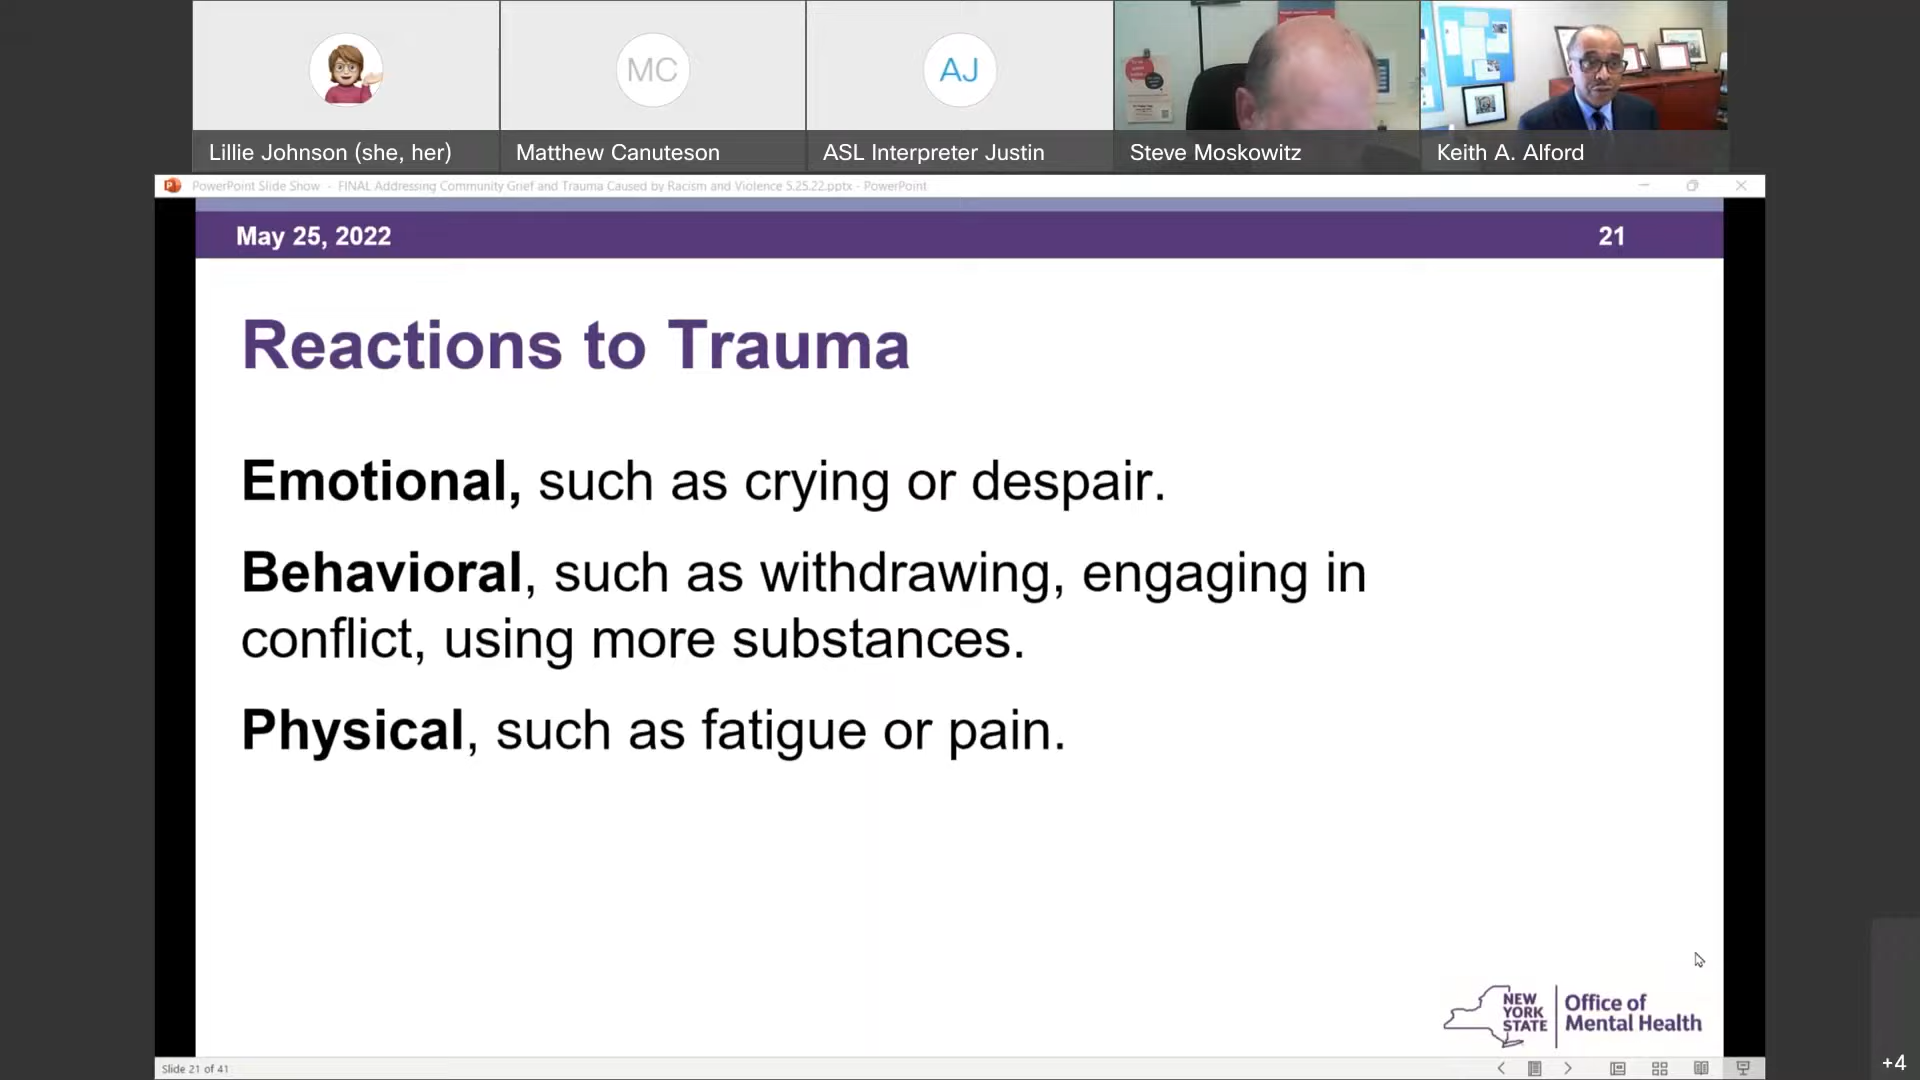 MC
AJ
Lillie Johnson (she, her)
Matthew Canuteson
ASL Interpreter Justin
Steve Moskowitz
Keith A. Alford
PowerPoint Slide Show - FINAL Addressing Community Grief and Trauma Caused by Racism and Violence 5.25.22.pptx - PowerPoint
May 25, 2022
21
Reactions to Trauma
Emotional, such as crying or despair.
Behavioral, such as withdrawing, engaging in
conflict, using more substances.
Physical, such as fatigue or pain.
NEW
YORK
STATE
Office of
Mental Health
Slide 21 of 41
+4